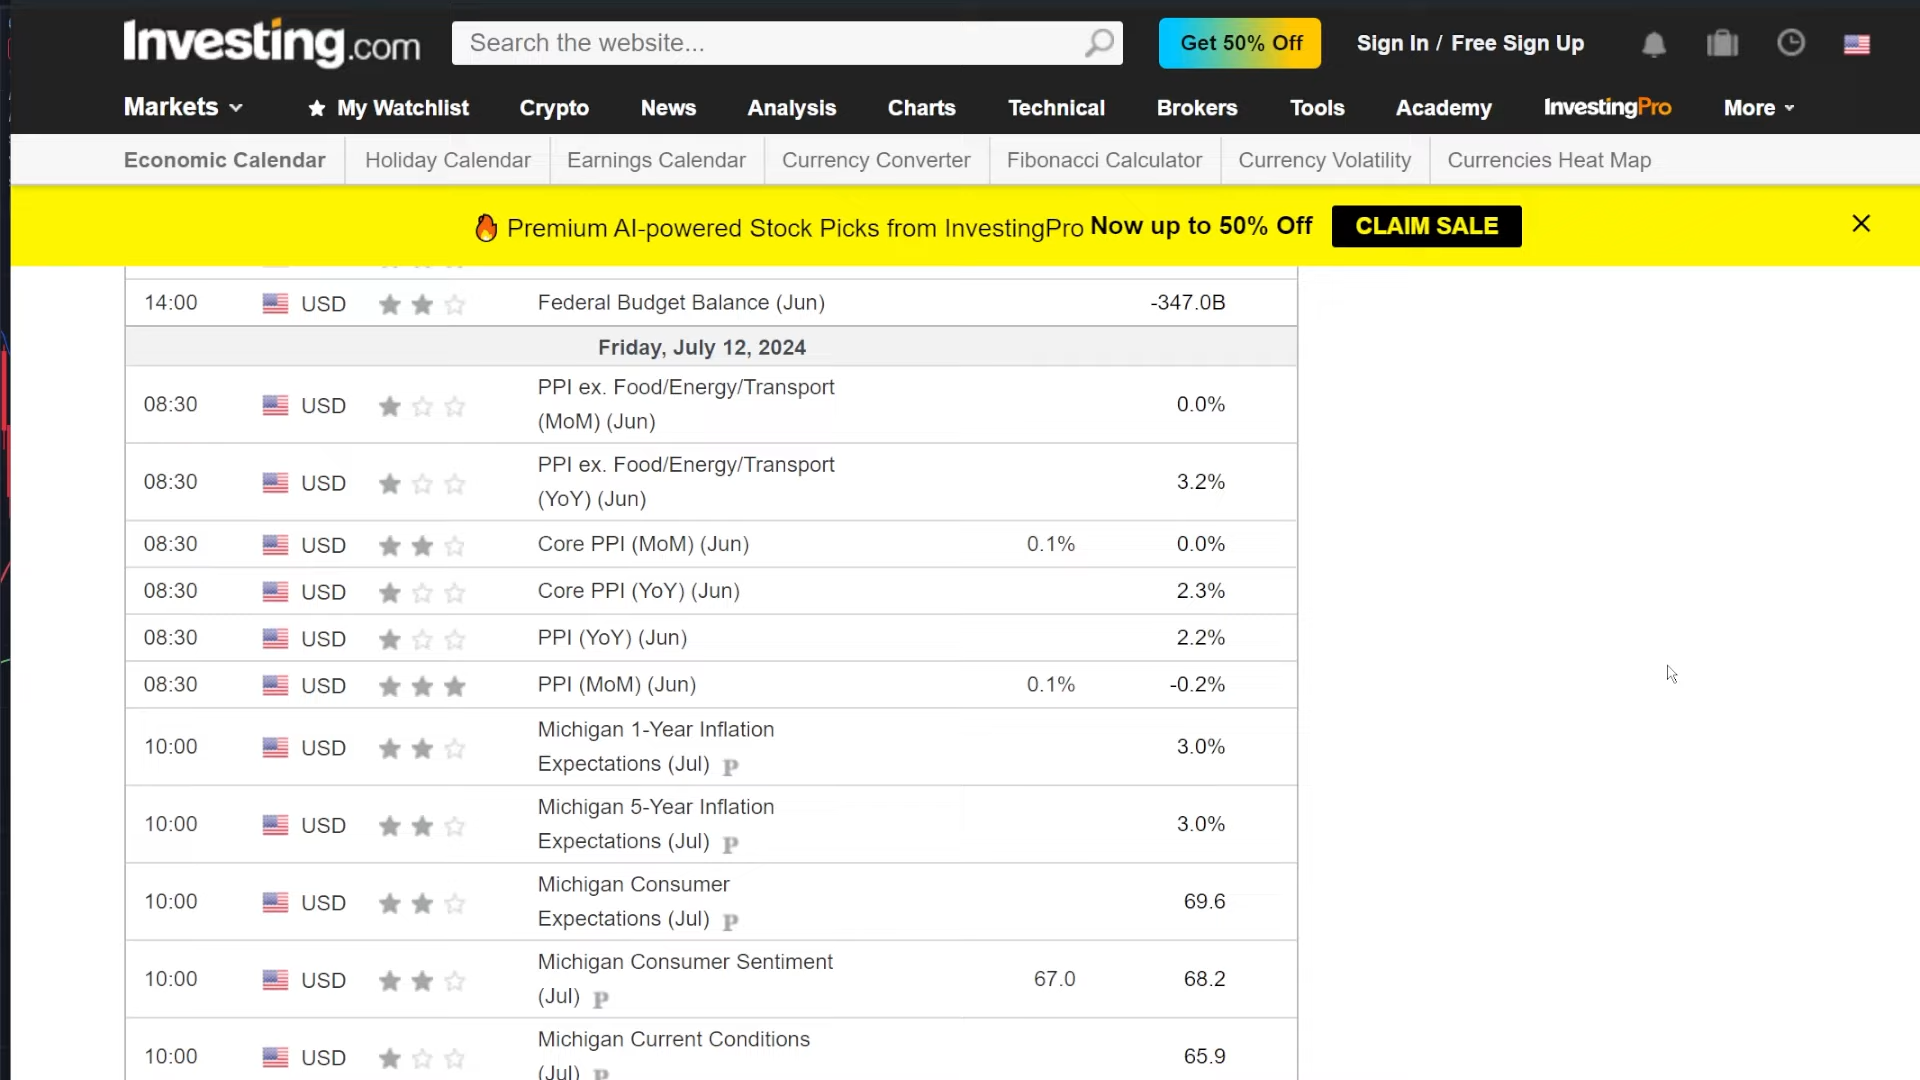 Investing.com
Search the website...
Get 50% Off
Sign In / Free Sign Up
Markets
My Watchlist
Crypto
News
Analysis
Charts
Technical
Brokers
Tools
Academy
InvestingPro
More
Economic Calendar
Holiday Calendar
Earnings Calendar
Currency Converter
Fibonacci Calculator
Currency Volatility
Currencies Heat Map
Premium AI-powered Stock Picks from InvestingPro Now up to 50% Off
CLAIM SALE
14:00 USD Federal Budget Balance (Jun) -347.0B
Friday, July 12, 2024
08:30 USD PPI ex. Food/Energy/Transport
(MoM) (Jun) 0.0%
08:30 USD PPI ex. Food/Energy/Transport
(YoY) (Jun) 3.2%
08:30 USD Core PPI (MoM) (Jun) 0.1% 0.0%
08:30 USD Core PPI (YoY) (Jun) 2.3%
08:30 USD PPI (YoY) (Jun) 2.2%
08:30 USD PPI (MoM) (Jun) 0.1% -0.2%
10:00 USD Michigan 1-Year Inflation
Expectations (Jul) P 3.0%
10:00 USD Michigan 5-Year Inflation
Expectations (Jul) P 3.0%
10:00 USD Michigan Consumer
Expectations (Jul) P 69.6
10:00 USD Michigan Consumer Sentiment
(Jul) P 67.0 68.2
10:00 USD Michigan Current Conditions
(Jul) P 65.9